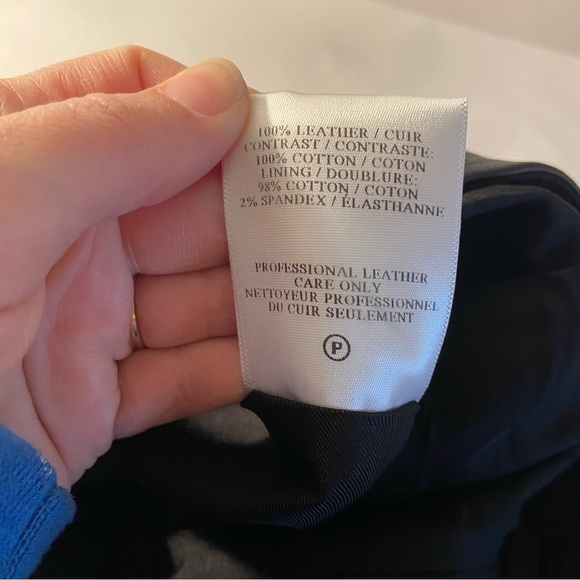 100% LEATHER / CUIR
CONTRAST / CONTRASTE:
100% COTTON / COTON
LINING / DOUBLURE:
98% COTTON / COTON
2% SPANDEX / ÉLASTHANNE
PROFESSIONAL LEATHER
CARE ONLY
NETTOYEUR PROFESSIONNEL
DU CUIR SEULEMENT
P